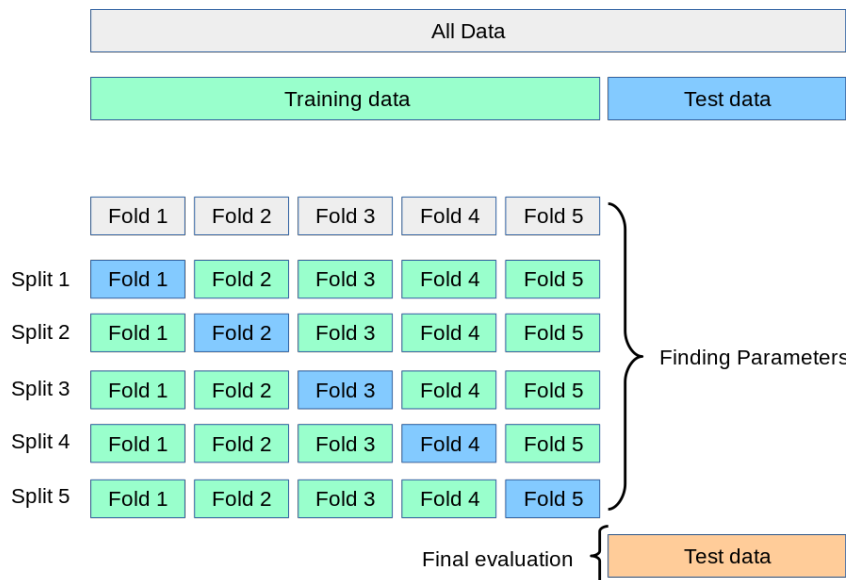 All Data
Training data Test data
Fold 1 Fold 2 Fold 3 Fold 4 Fold 5
Split 1 Fold 1 Fold 2 Fold 3 Fold 4 Fold 5
Split 2 Fold 1 Fold 2 Fold 3 Fold 4 Fold 5
Finding Parameters
Split 3 Fold 1 Fold 2 Fold 3 Fold 4 Fold 5
Split 4 Fold 1 Fold 2 Fold 3 Fold 4 Fold 5
Split 5 Fold 1 Fold 2 Fold 3 Fold 4 Fold 5
Final evaluation Test data